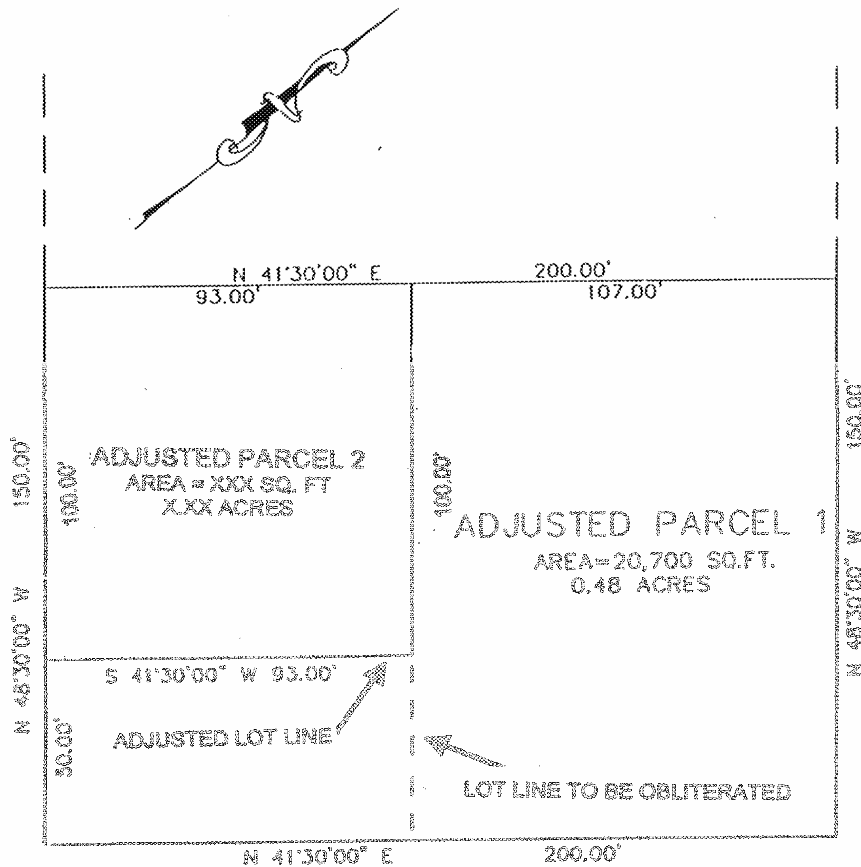 N 41°30'00" E 200.00'
93.00' 107.00'
150.00'
N 48°30'00" W
100.00'
ADJUSTED PARCEL 2
AREA = XXX SQ. FT
X.XX ACRES
100.00'
ADJUSTED PARCEL 1
AREA=20,700 SQ.FT.
0.48 ACRES
150.00'
N 48°30'00" W
S 41°30'00" W 93.00'
50.00'
ADJUSTED LOT LINE
LOT LINE TO BE OBLITERATED
N 41°30'00" E 200.00'